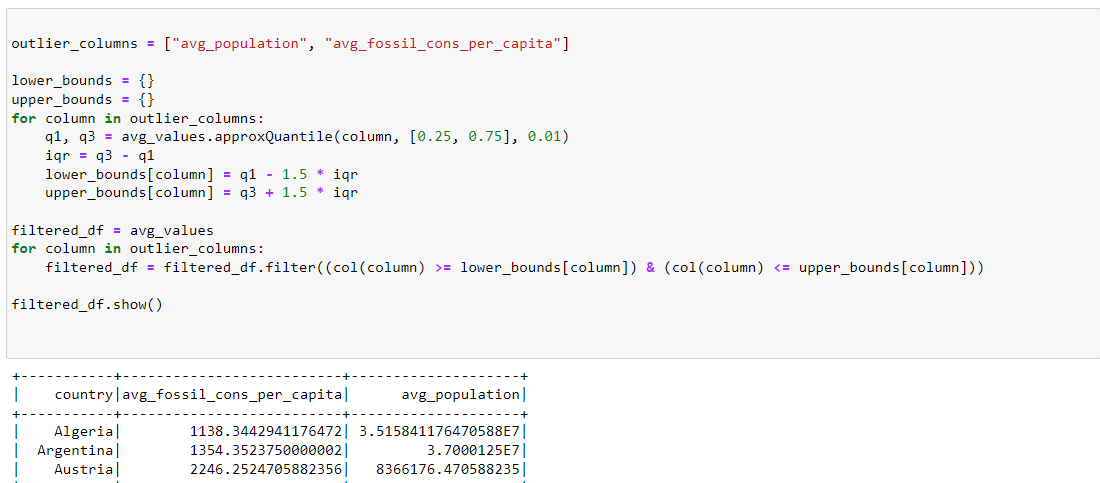 outlier_columns = ["avg_population", "avg_fossil_cons_per_capita"]
lower_bounds = {}
upper_bounds = {}
for column in outlier_columns:
    q1, q3 = avg_values.approxQuantile(column, [0.25, 0.75], 0.01)
    iqr = q3 - q1
    lower_bounds[column] = q1 - 1.5 * iqr
    upper_bounds[column] = q3 + 1.5 * iqr
filtered_df = avg_values
for column in outlier_columns:
    filtered_df = filtered_df.filter((col(column) >= lower_bounds[column]) & (col(column) <= upper_bounds[column]))
filtered_df.show()
+-----------+--------------------------+--------------------+
|    country|avg_fossil_cons_per_capita|      avg_population|
+-----------+--------------------------+--------------------+
|    Algeria|        1138.3442941176472| 3.515841176470588E7|
|  Argentina|        1354.3523750000002|         3.7000125E7|
|    Austria|        2246.2524705882356|   8366176.470588235|